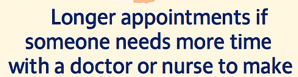 Longer appointments if
someone needs more time
with a doctor or nurse to make